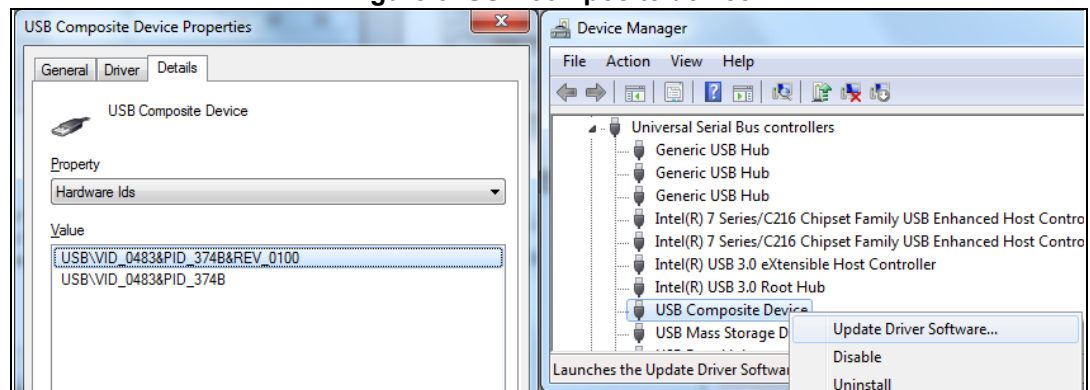 USB Composite Device Properties
General Driver Details
USB Composite Device
Property
Hardware Ids
Value
USB\VID_0483&PID_374B&REV_0100
USB\VID_0483&PID_374B
Device Manager
File Action View Help
Universal Serial Bus controllers
Generic USB Hub
Generic USB Hub
Generic USB Hub
Intel(R) 7 Series/C216 Chipset Family USB Enhanced Host Contro
Intel(R) 7 Series/C216 Chipset Family USB Enhanced Host Contro
Intel(R) USB 3.0 eXtensible Host Controller
Intel(R) USB 3.0 Root Hub
USB Composite Device
USB Mass Storage D
Launches the Update Driver Softwa
Update Driver Software...
Disable
Uninstall